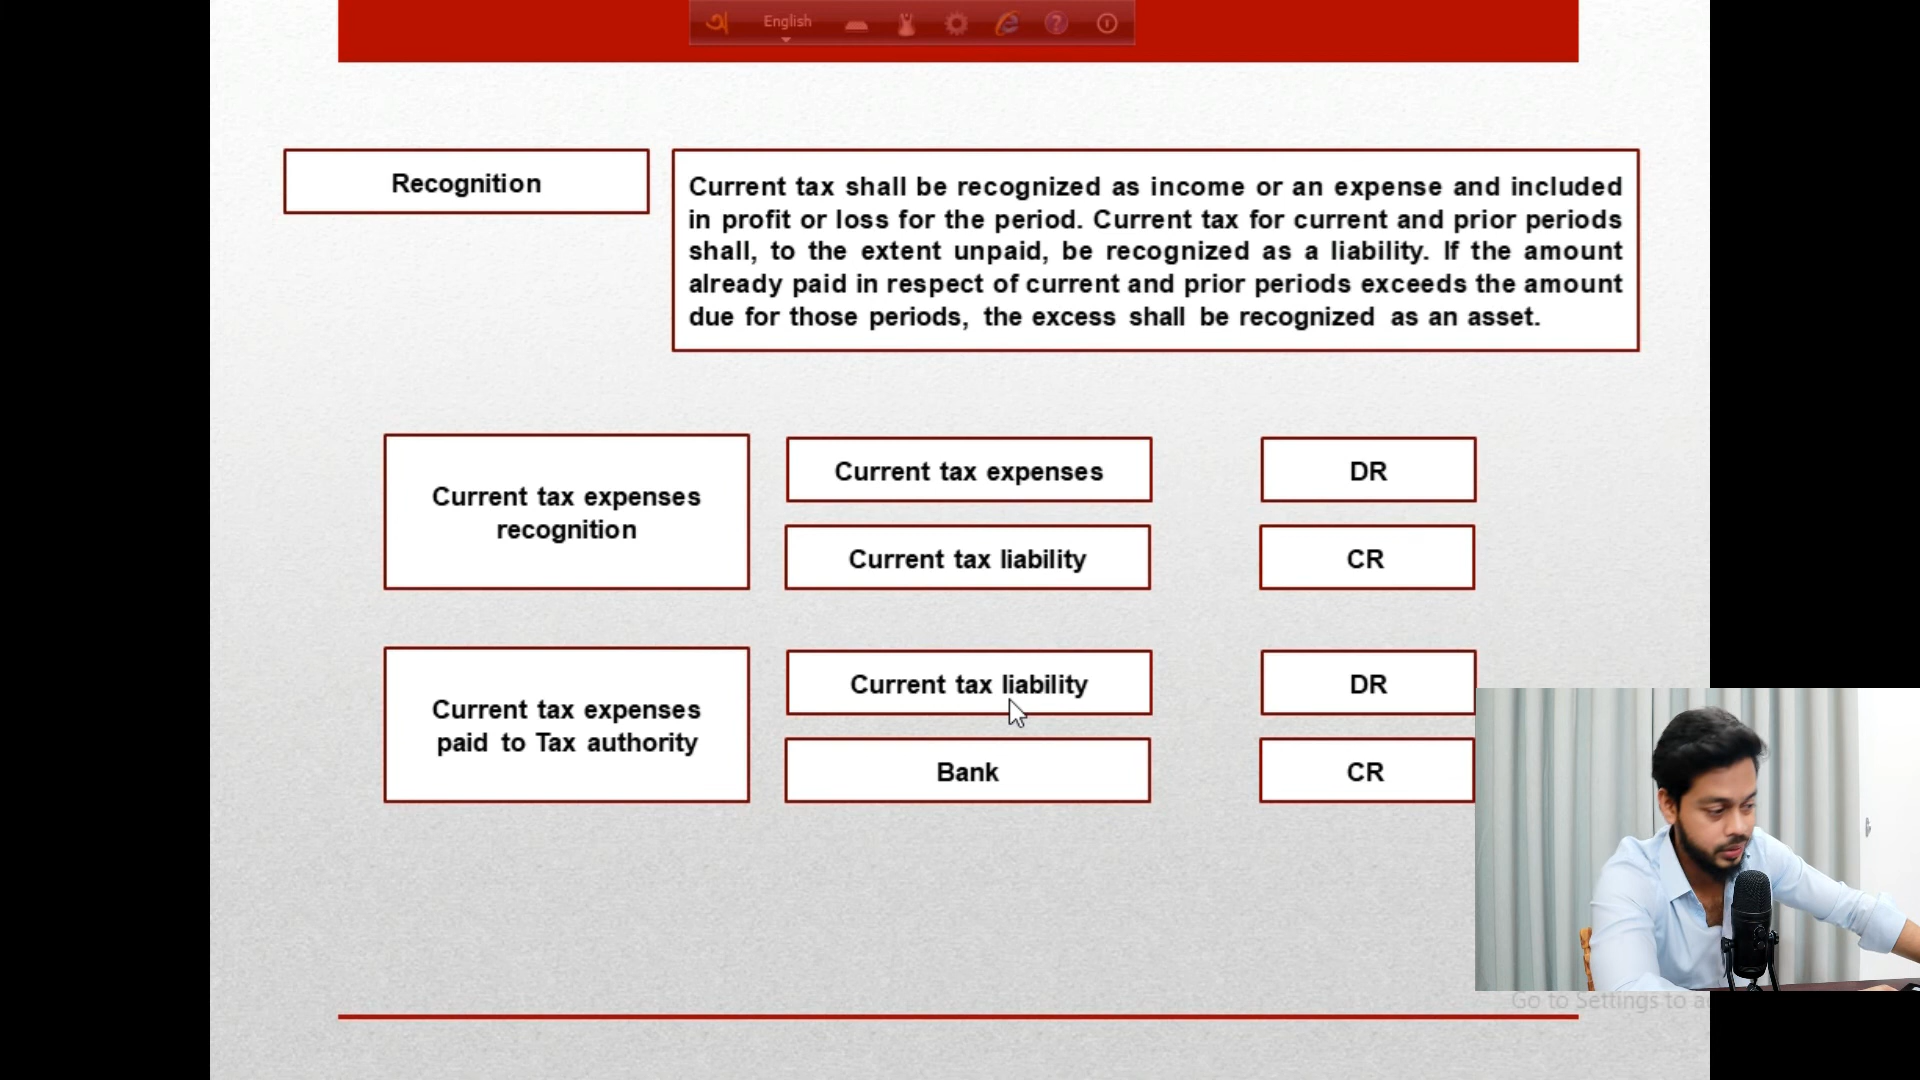 English
Recognition
Current tax shall be recognized as income or an expense and included
in profit or loss for the period. Current tax for current and prior periods
shall, to the extent unpaid, be recognized as a liability. If the amount
already paid in respect of current and prior periods exceeds the amount
due for those periods, the excess shall be recognized as an asset.
Current tax expenses
recognition
Current tax expenses
DR
Current tax liability
CR
Current tax expenses
paid to Tax authority
Current tax liability
DR
Bank
CR
Go to Settings to